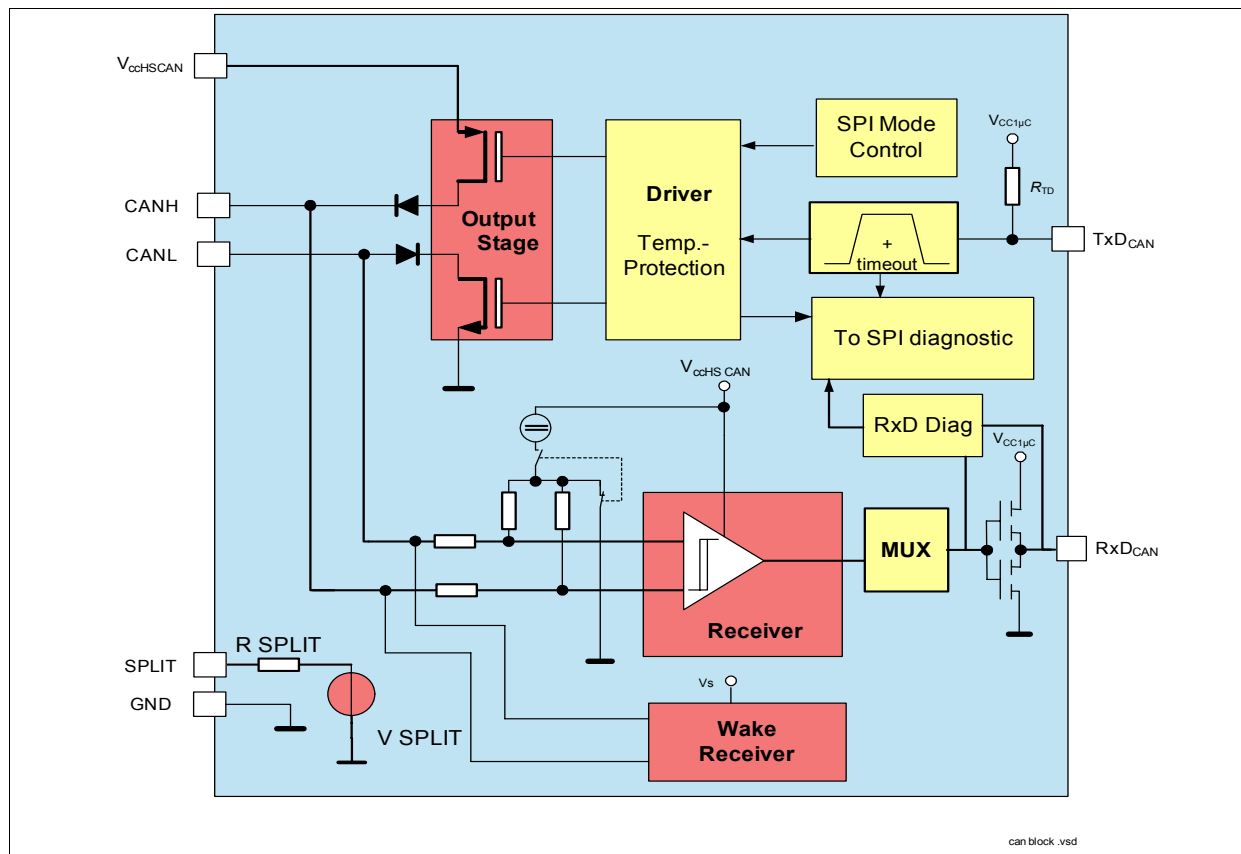 VccHSCAN
CANH
CANL
SPLIT
GND
Output
Stage
Driver
Temp.-
Protection
SPI Mode
Control
VCC1µC
RTD
+
timeout
TxDCAN
To SPI diagnostic
VccHS CAN
RxD Diag
VCC1µC
MUX
RxDCAN
Receiver
R SPLIT
V SPLIT
Vs
Wake
Receiver
can block .vsd